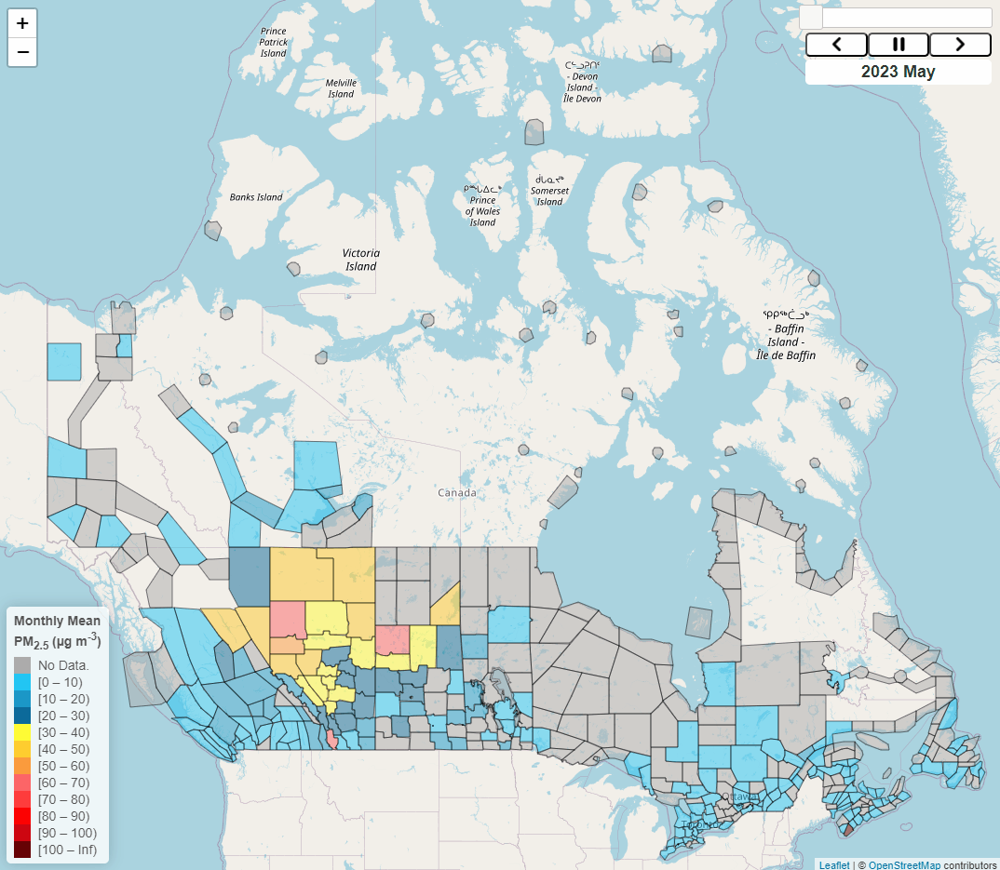 +
−
2023 May
Prince
Patrick
Island
Melville
Island
ᑕᓪᓗᕈᑎᑦ
- Devon
Island -
Île Devon
Banks Island
Prince
of Wales
Island
Somerset
Island
Victoria
Island
- Baffin
Island -
Île de Baffin
Canada
Ottawa
Toronto
Monthly Mean
PM2.5 (µg m-3)
No Data.
[0 – 10)
[10 – 20)
[20 – 30)
[30 – 40)
[40 – 50)
[50 – 60)
[60 – 70)
[70 – 80)
[80 – 90)
[90 – 100)
[100 – Inf)
Leaflet | © OpenStreetMap contributors